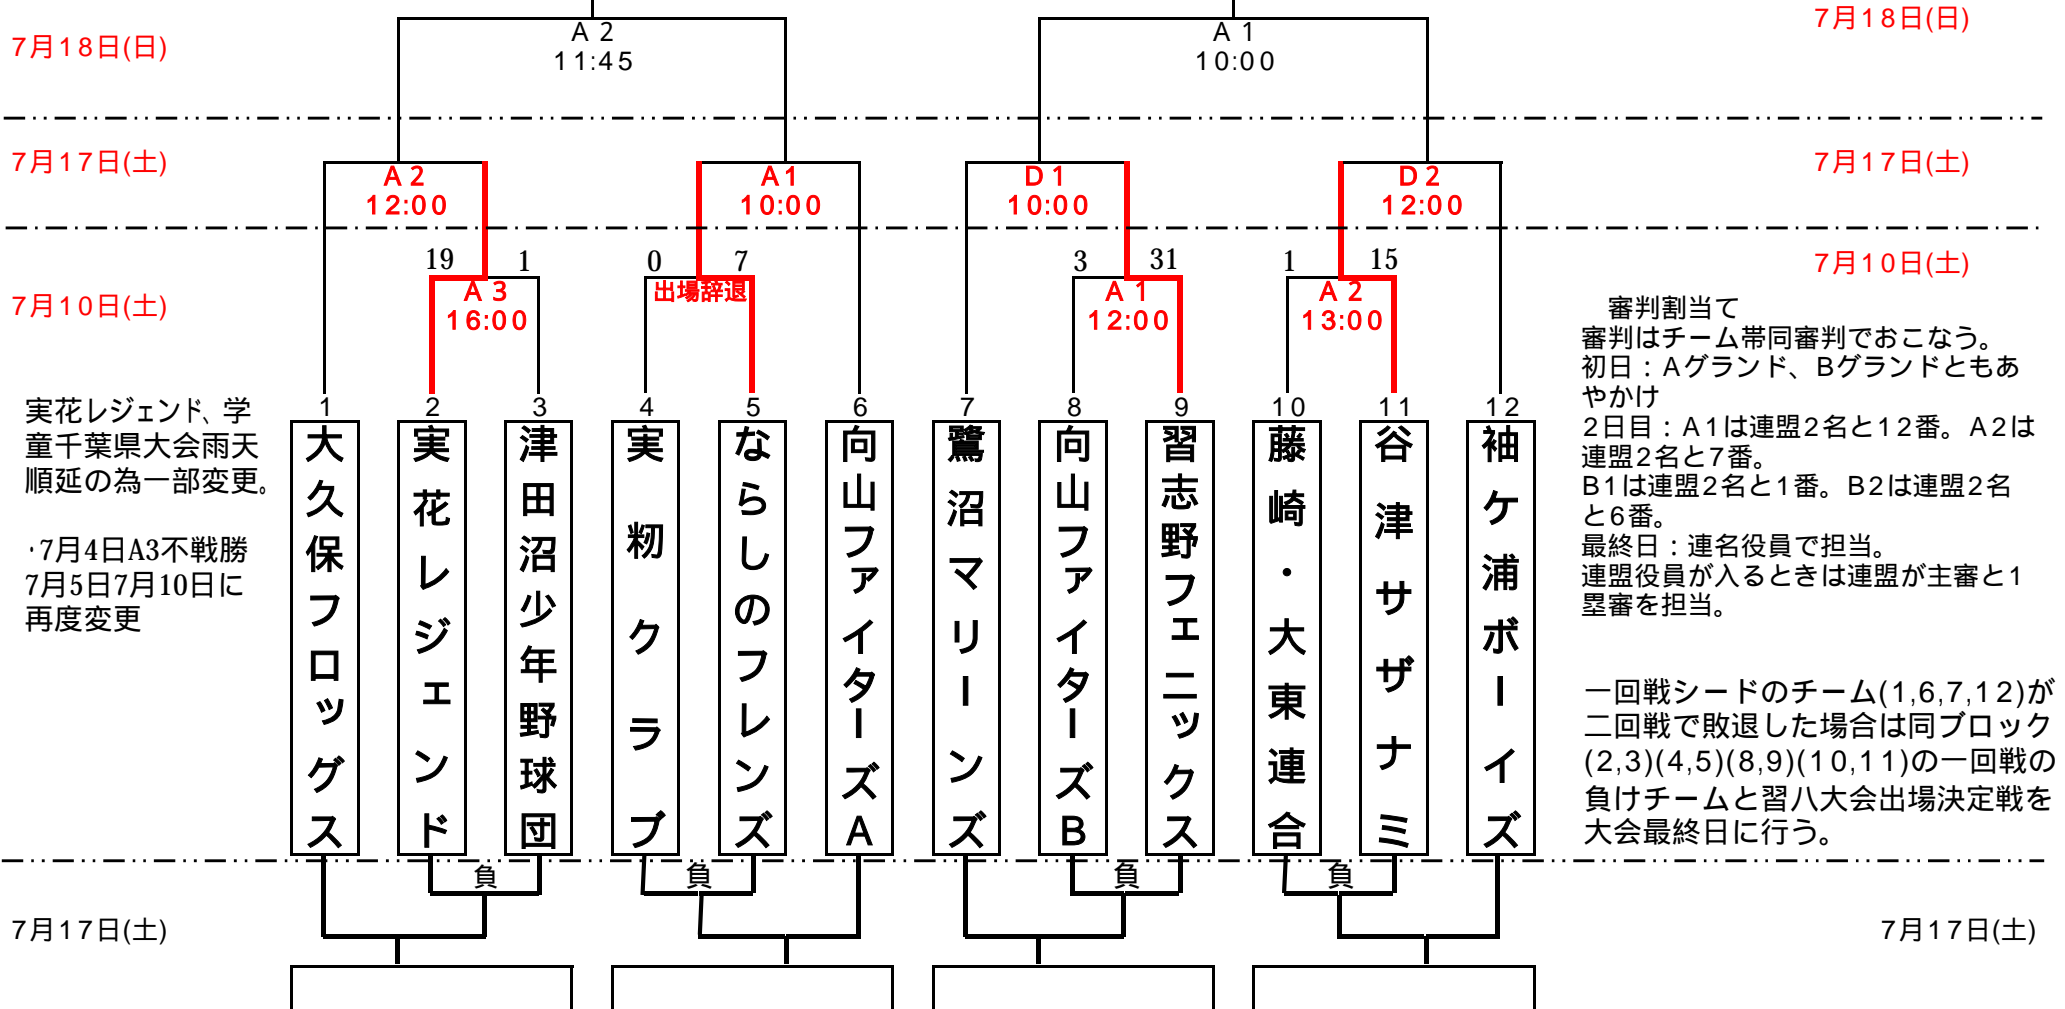 7月18日(日)
A 2
11:45
A 1
10:00
7月18日(日)
7月17日(土)
A 2
12:00
A 1
10:00
D 1
10:00
D 2
12:00
7月17日(土)
19
1
0
7
3
31
1
15
7月10日(土)
7月10日(土)
A 3
16:00
出場辞退
A 1
12:00
A 2
13:00
審判割当て
審判はチーム帯同審判でおこなう。
初日：Aグランド、Bグランドともあ
やかけ
2日目：A1は連盟2名と12番。A2は
連盟2名と7番。
B1は連盟2名と1番。B2は連盟2名
と6番。
最終日：連名役員で担当。
連盟役員が入るときは連盟が主審と1
塁審を担当。
実花レジェンド、学
童千葉県大会雨天
順延の為一部変更。
・7月4日A3不戦勝
7月5日7月10日に
再度変更
1
2
3
4
5
6
7
8
9
10
11
12
大久保フロッグス
実花レジェンド
津田沼少年野球団
実籾クラブ
ならしのフレンズ
向山ファイターズA
鷺沼マリーンズ
向山ファイターズB
習志野フェニックス
藤崎・大東連合
谷津サザナミ
袖ケ浦ボーイズ
一回戦シードのチーム(1,6,7,12)が
二回戦で敗退した場合は同ブロック
(2,3)(4,5)(8,9)(10,11)の一回戦の
負けチームと習八大会出場決定戦を
大会最終日に行う。
負
負
負
負
7月17日(土)
7月17日(土)